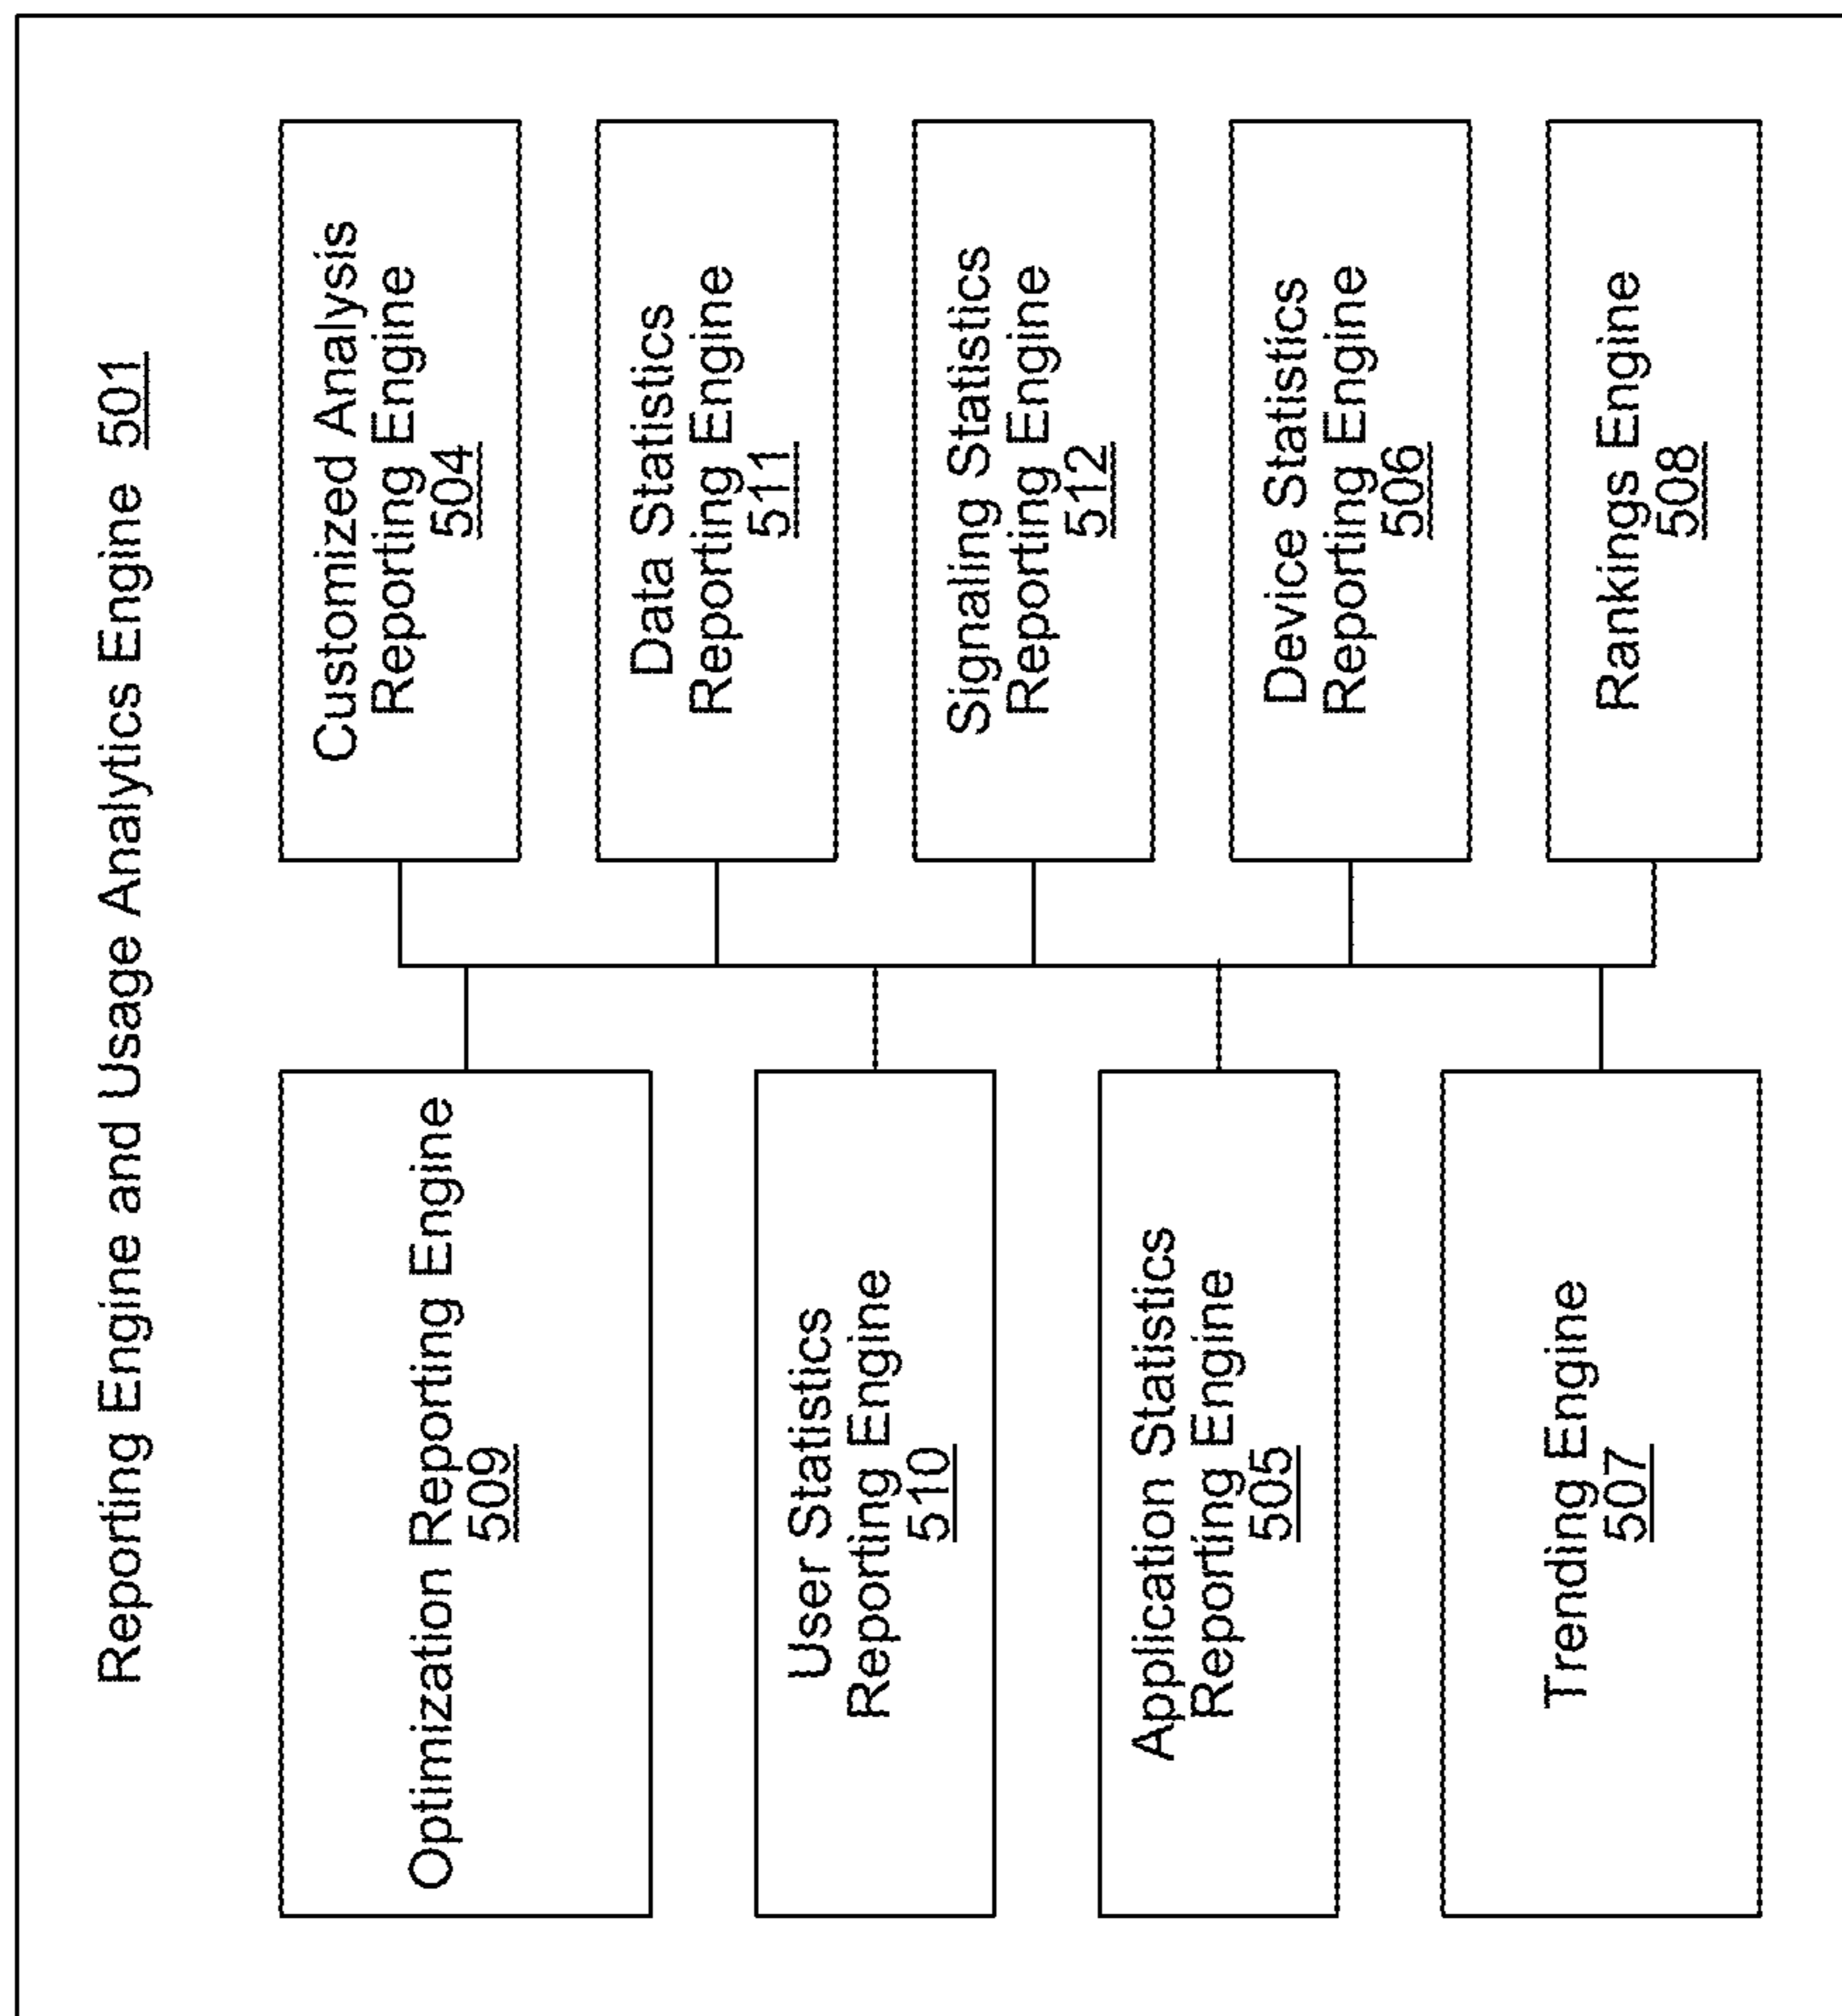 Reporting Engine and Usage Analytics Engine 501
Optimization Reporting Engine
509
User Statistics
Reporting Engine
510
Application Statistics
Reporting Engine
505
Trending Engine
507
Customized Analysis
Reporting Engine
504
Data Statistics
Reporting Engine
511
Signaling Statistics
Reporting Engine
512
Device Statistics
Reporting Engine
506
Rankings Engine
508